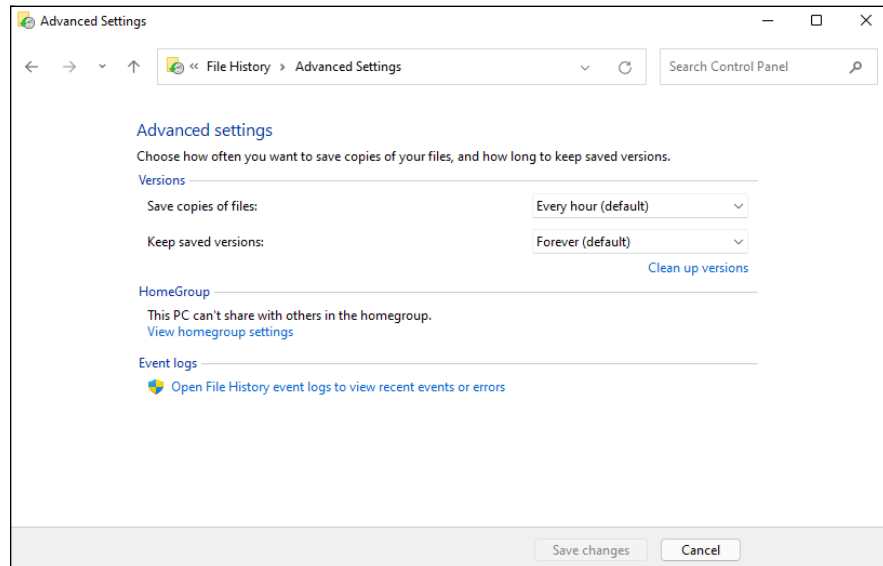 Advanced Settings
« File History > Advanced Settings
Search Control Panel
Advanced settings
Choose how often you want to save copies of your files, and how long to keep saved versions.
Versions
Save copies of files: Every hour (default)
Keep saved versions: Forever (default)
Clean up versions
HomeGroup
This PC can't share with others in the homegroup.
View homegroup settings
Event logs
Open File History event logs to view recent events or errors
Save changes Cancel